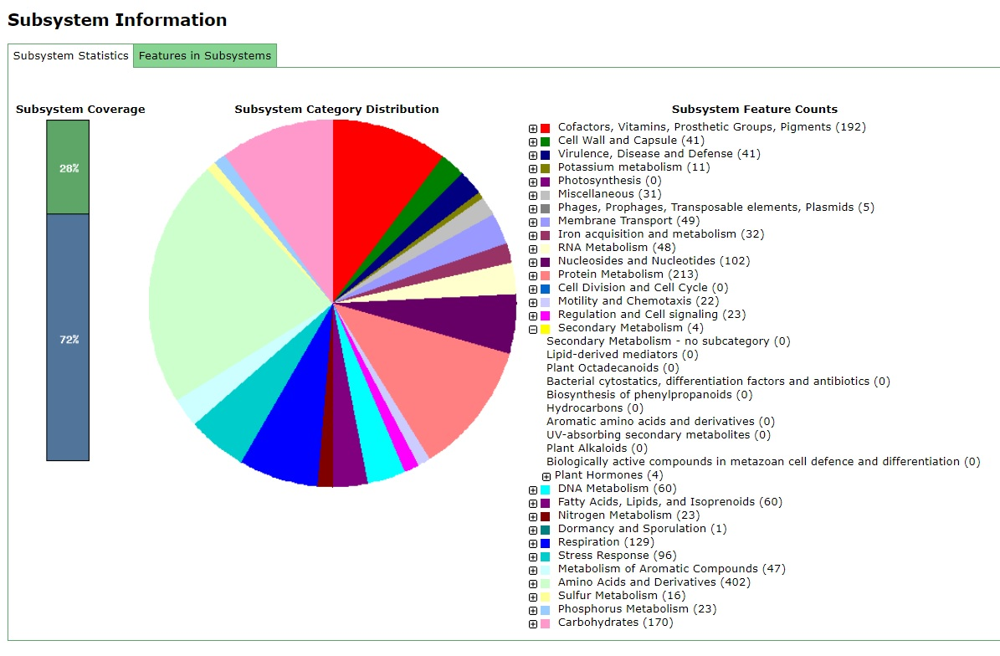 Subsystem Information
Subsystem Statistics
Features in Subsystems
Subsystem Coverage
28%
72%
Subsystem Category Distribution
Subsystem Feature Counts
Cofactors, Vitamins, Prosthetic Groups, Pigments (192)
Cell Wall and Capsule (41)
Virulence, Disease and Defense (41)
Potassium metabolism (11)
Photosynthesis (0)
Miscellaneous (31)
Phages, Prophages, Transposable elements, Plasmids (5)
Membrane Transport (49)
Iron acquisition and metabolism (32)
RNA Metabolism (48)
Nucleosides and Nucleotides (102)
Protein Metabolism (213)
Cell Division and Cell Cycle (0)
Motility and Chemotaxis (22)
Regulation and Cell signaling (23)
Secondary Metabolism (4)
Secondary Metabolism - no subcategory (0)
Lipid-derived mediators (0)
Plant Octadecanoids (0)
Bacterial cytostatics, differentiation factors and antibiotics (0)
Biosynthesis of phenylpropanoids (0)
Hydrocarbons (0)
Aromatic amino acids and derivatives (0)
UV-absorbing secondary metabolites (0)
Plant Alkaloids (0)
Biologically active compounds in metazoan cell defence and differentiation (0)
Plant Hormones (4)
DNA Metabolism (60)
Fatty Acids, Lipids, and Isoprenoids (60)
Nitrogen Metabolism (23)
Dormancy and Sporulation (1)
Respiration (129)
Stress Response (96)
Metabolism of Aromatic Compounds (47)
Amino Acids and Derivatives (402)
Sulfur Metabolism (16)
Phosphorus Metabolism (23)
Carbohydrates (170)